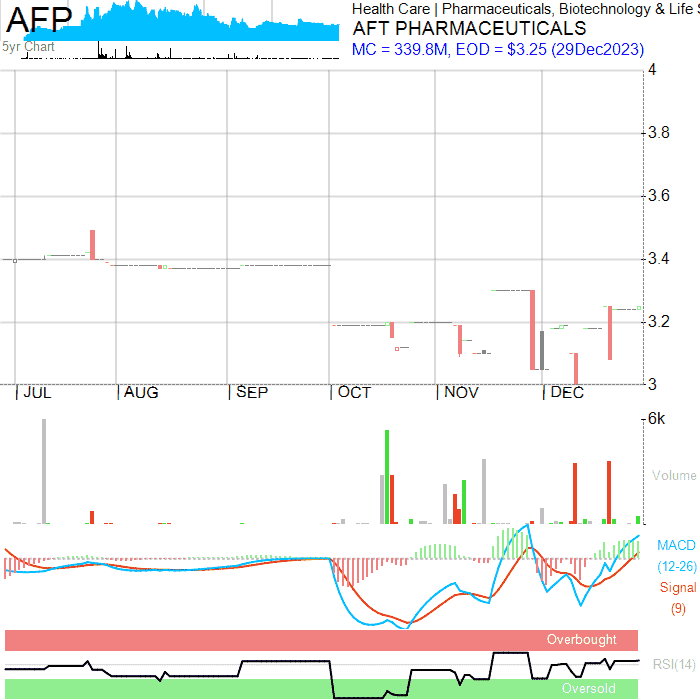 AFP
5yr Chart
Health Care | Pharmaceuticals, Biotechnology & Life S
AFT PHARMACEUTICALS
MC = 339.8M, EOD = $3.25 (29Dec2023)
4
3.8
3.6
3.4
3.2
3
JUL AUG SEP OCT NOV DEC
6k
Volume
MACD
(12-26)
Signal
(9)
Overbought
RSI(14)
Oversold